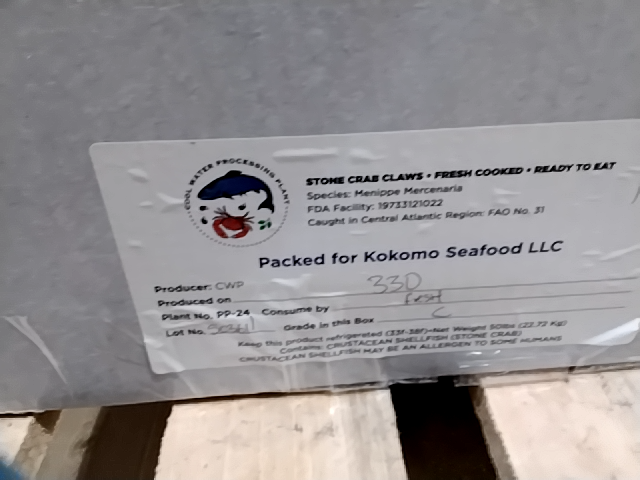 COOL WATER PROCESSING PLANT
STONE CRAB CLAWS • FRESH COOKED • READY TO EAT
Species: Menippe Mercenaria
FDA Facility: 19733121022
Caught in Central Atlantic Region: FAO No. 31
Packed for Kokomo Seafood LLC
Producer: CWP
Produced on 330
Plant No. PP-24 Consume by
Lot No. Grade in this Box C
Keep this product refrigerated (33f-38F)-Net Weight 50lbs (22.72 Kg)
Contains: CRUSTACEAN SHELLFISH (STONE CRAB)
CRUSTACEAN SHELLFISH MAY BE AN ALLERGEN TO SOME HUMANS